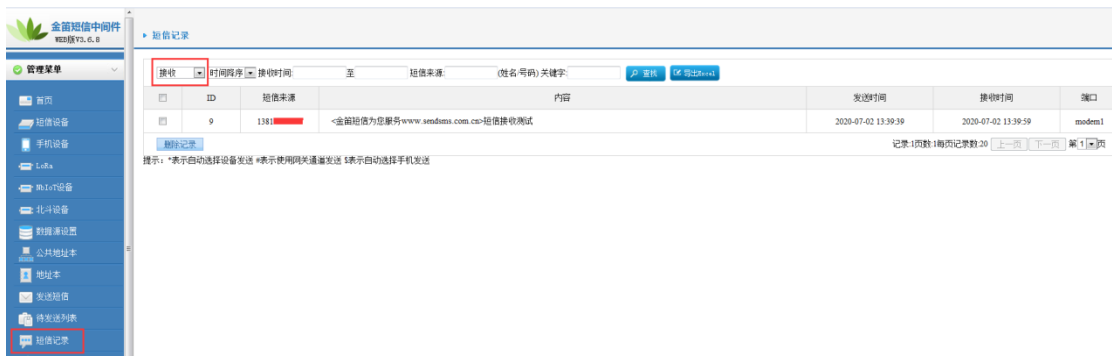 金笛短信中间件
WEB版V3.6.8
短信记录
管理菜单
接收 时间降序 接收时间: 至 短信来源: (姓名/号码) 关键字: 查找 导出Excel
ID 短信来源 内容 发送时间 接收时间 端口
9 1381 <金笛短信为您服务www.sendsms.com.cn>短信接收测试 2020-07-02 13:39:39 2020-07-02 13:39:59 modem1
删除记录 记录:1页数:1每页记录数:20 上一页 下一页 第 1 页
提示: *表示自动选择设备发送 #表示使用网关通道发送 $表示自动选择手机发送
首页
短信设备
手机设备
LoRa
NbIoT设备
北斗设备
数据源设置
公共地址本
地址本
发送短信
待发送列表
短信记录